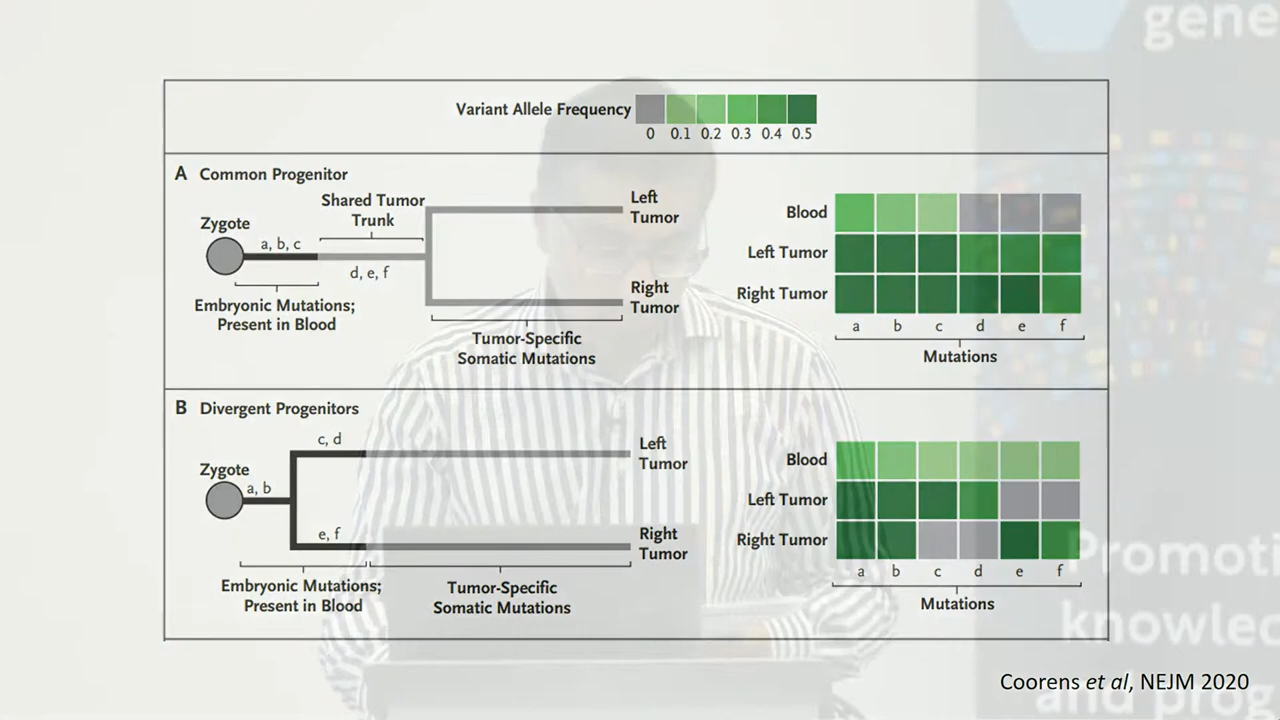 gene
Variant Allele Frequency
0 0.1 0.2 0.3 0.4 0.5
A Common Progenitor
Shared Tumor
Trunk
Zygote
a, b, c
d, e, f
Embryonic Mutations;
Present in Blood
Left
Tumor
Right
Tumor
Tumor-Specific
Somatic Mutations
Blood
Left Tumor
Right Tumor
a b c d e f
Mutations
B Divergent Progenitors
c, d
Zygote
a, b
e, f
Left
Tumor
Right
Tumor
Embryonic Mutations;
Present in Blood
Tumor-Specific
Somatic Mutations
Blood
Left Tumor
Right Tumor
a b c d e f
Mutations
Promoti
knowled
and prog
Coorens et al, NEJM 2020